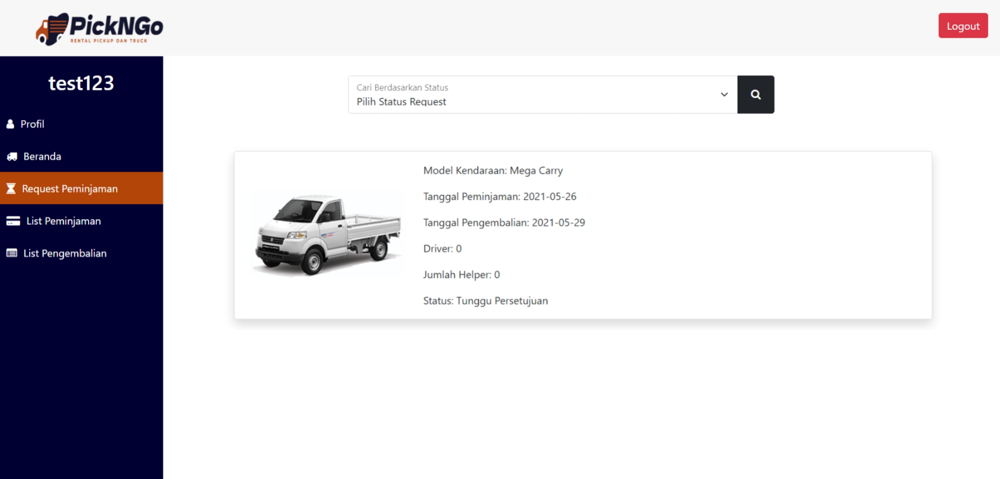 PickNGo
RENTAL PICKUP DAN TRUCK
Logout
test123
Profil
Beranda
Request Peminjaman
List Peminjaman
List Pengembalian
Cari Berdasarkan Status
Pilih Status Request
Model Kendaraan: Mega Carry
Tanggal Peminjaman: 2021-05-26
Tanggal Pengembalian: 2021-05-29
Driver: 0
Jumlah Helper: 0
Status: Tunggu Persetujuan